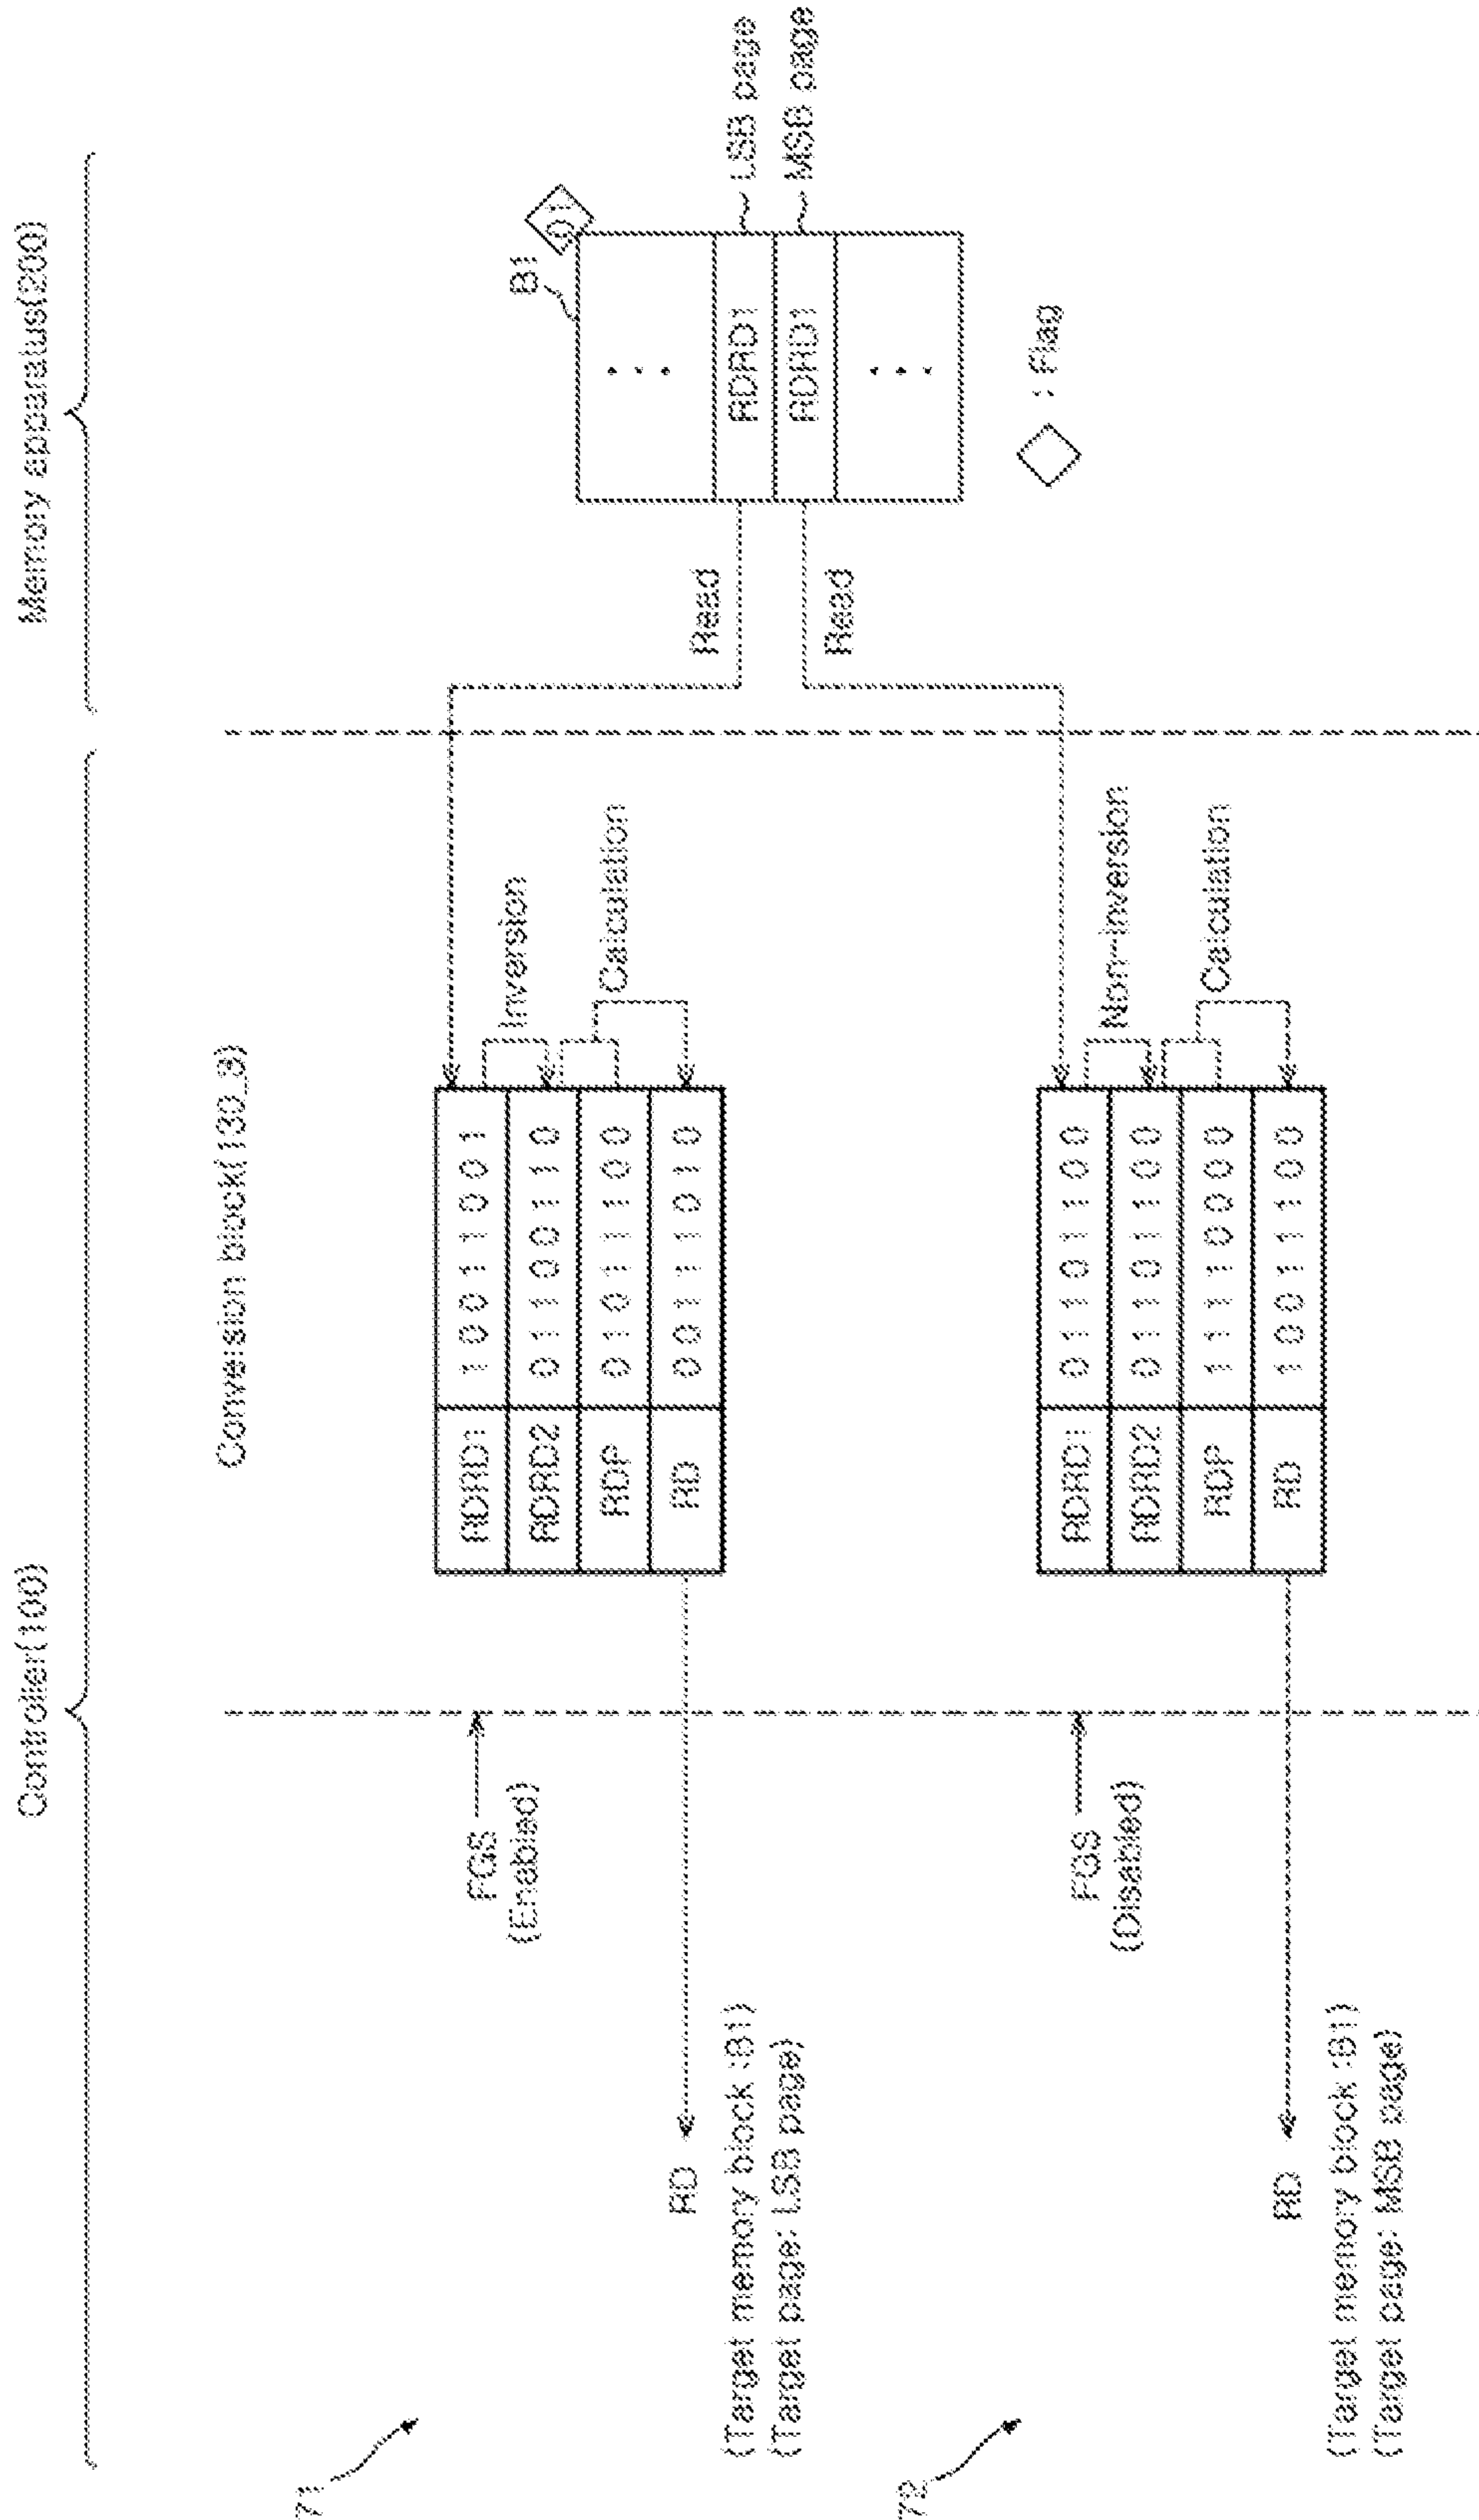 Controller(100)
Memory apparatus(200)
Conversion block(130_3)
71
FGS
(Enabled)
RDRD1 1 0 0 1 1 0 0 1
RDRD2 0 1 1 0 0 1 1 0
RDP 0 1 0 1 1 1 0 0
RD 0 0 1 1 1 0 1 0
Inversion
Calculation
RD
(Target memory block :B1)
(Target page: LSB page)
Read
Read
B1
01
RDRD1
RDRD1
LSB page
MSB page
: Flag
72
FGS
(Disabled)
RDRD1 0 1 1 0 1 1 0 0
RDRD2 0 1 1 0 1 1 0 0
RDP 1 1 1 1 0 0 0 0
RD 1 0 0 1 1 1 0 0
Non-inversion
Calculation
RD
(Target memory block :B1)
(Target page: MSB page)